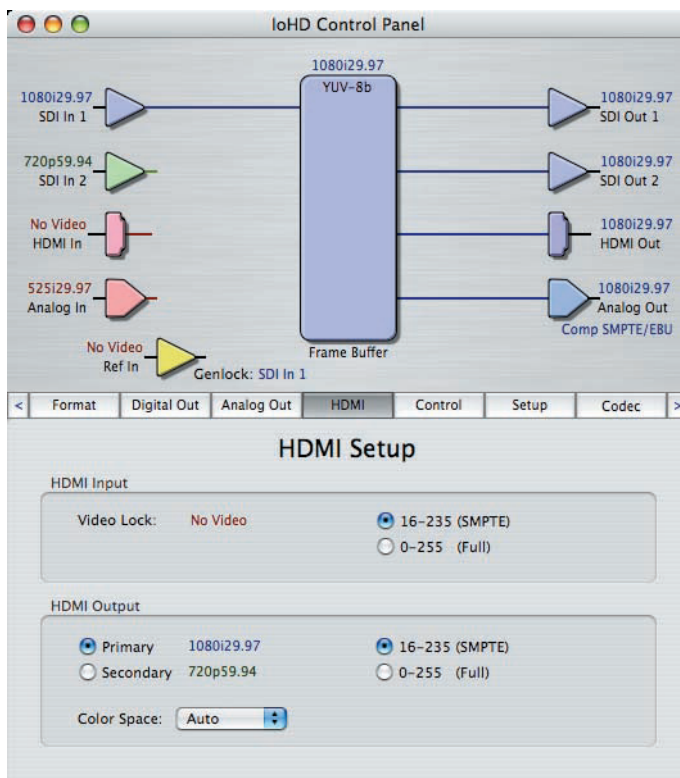 IoHD Control Panel
1080i29.97
YUV-8b
1080i29.97
SDI In 1
1080i29.97
SDI Out 1
720p59.94
SDI In 2
1080i29.97
SDI Out 2
No Video
HDMI In
1080i29.97
HDMI Out
525i29.97
Analog In
1080i29.97
Analog Out
Comp SMPTE/EBU
No Video
Ref In
Genlock: SDI In 1
Frame Buffer
< Format Digital Out Analog Out HDMI Control Setup Codec >
HDMI Setup
HDMI Input
Video Lock: No Video 16-235 (SMPTE)
0-255 (Full)
HDMI Output
Primary 1080i29.97 16-235 (SMPTE)
Secondary 720p59.94 0-255 (Full)
Color Space: Auto